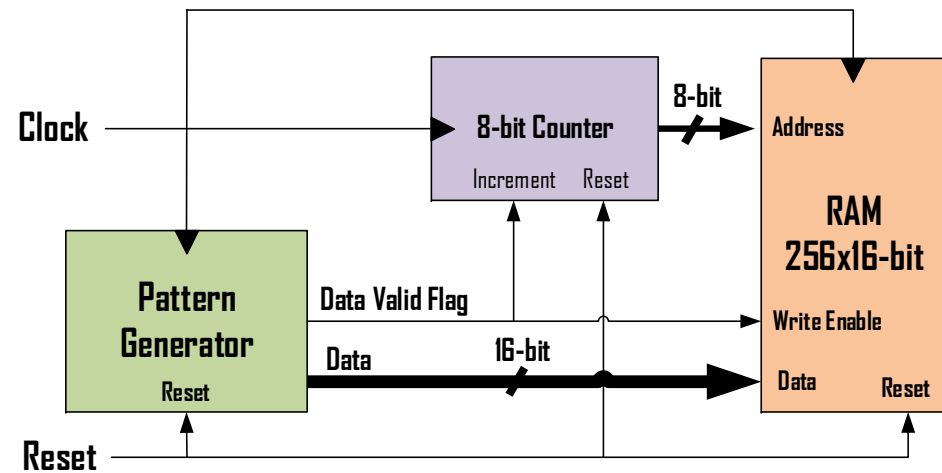 8-bit
Clock
8-bit Counter
Address
Increment
Reset
RAM
256x16-bit
Pattern
Generator
Data Valid Flag
Write Enable
16-bit
Data
Data
Reset
Reset
Reset